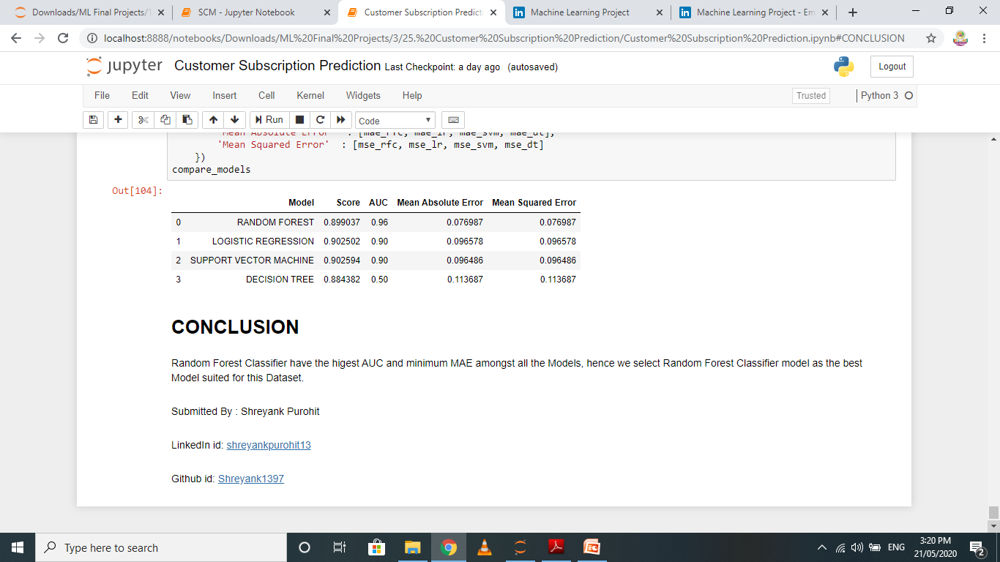 Downloads/ML Final Projects/
SCM - Jupyter Notebook
Customer Subscription Predict
Machine Learning Project
Machine Learning Project - Em
localhost:8888/notebooks/Downloads/ML%20Final%20Projects/3/25.%20Customer%20Subscription%20Prediction/Customer%20Subscription%20Prediction.ipynb#CONCLUSION
jupyter Customer Subscription Prediction Last Checkpoint: a day ago (autosaved)
Logout
File Edit View Insert Cell Kernel Widgets Help
Trusted Python 3
Run Code
'Mean Absolute Error' : [mae_rfc, mae_lr, mae_svm, mae_dt],
'Mean Squared Error' : [mse_rfc, mse_lr, mse_svm, mse_dt]
})
compare_models
Out[104]:
Model Score AUC Mean Absolute Error Mean Squared Error
0 RANDOM FOREST 0.899037 0.96 0.076987 0.076987
1 LOGISTIC REGRESSION 0.902502 0.90 0.096578 0.096578
2 SUPPORT VECTOR MACHINE 0.902594 0.90 0.096486 0.096486
3 DECISION TREE 0.884382 0.50 0.113687 0.113687
CONCLUSION
Random Forest Classifier have the higest AUC and minimum MAE amongst all the Models, hence we select Random Forest Classifier model as the best
Model suited for this Dataset.
Submitted By : Shreyank Purohit
LinkedIn id: shreyankpurohit13
Github id: Shreyank1397
Type here to search
ENG
3:20 PM
21/05/2020
2